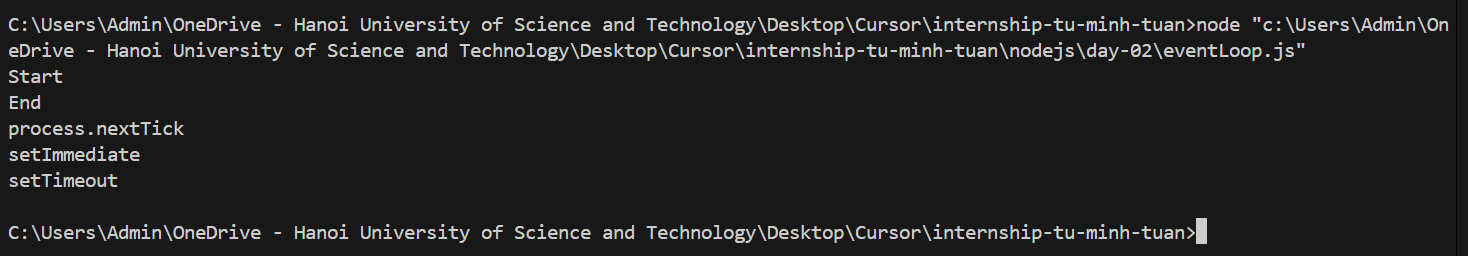 C:\Users\Admin\OneDrive - Hanoi University of Science and Technology\Desktop\Cursor\internship-tu-minh-tuan>node "c:\Users\Admin\On
eDrive - Hanoi University of Science and Technology\Desktop\Cursor\internship-tu-minh-tuan\nodejs\day-02\eventLoop.js"
Start
End
process.nextTick
setImmediate
setTimeout
C:\Users\Admin\OneDrive - Hanoi University of Science and Technology\Desktop\Cursor\internship-tu-minh-tuan>